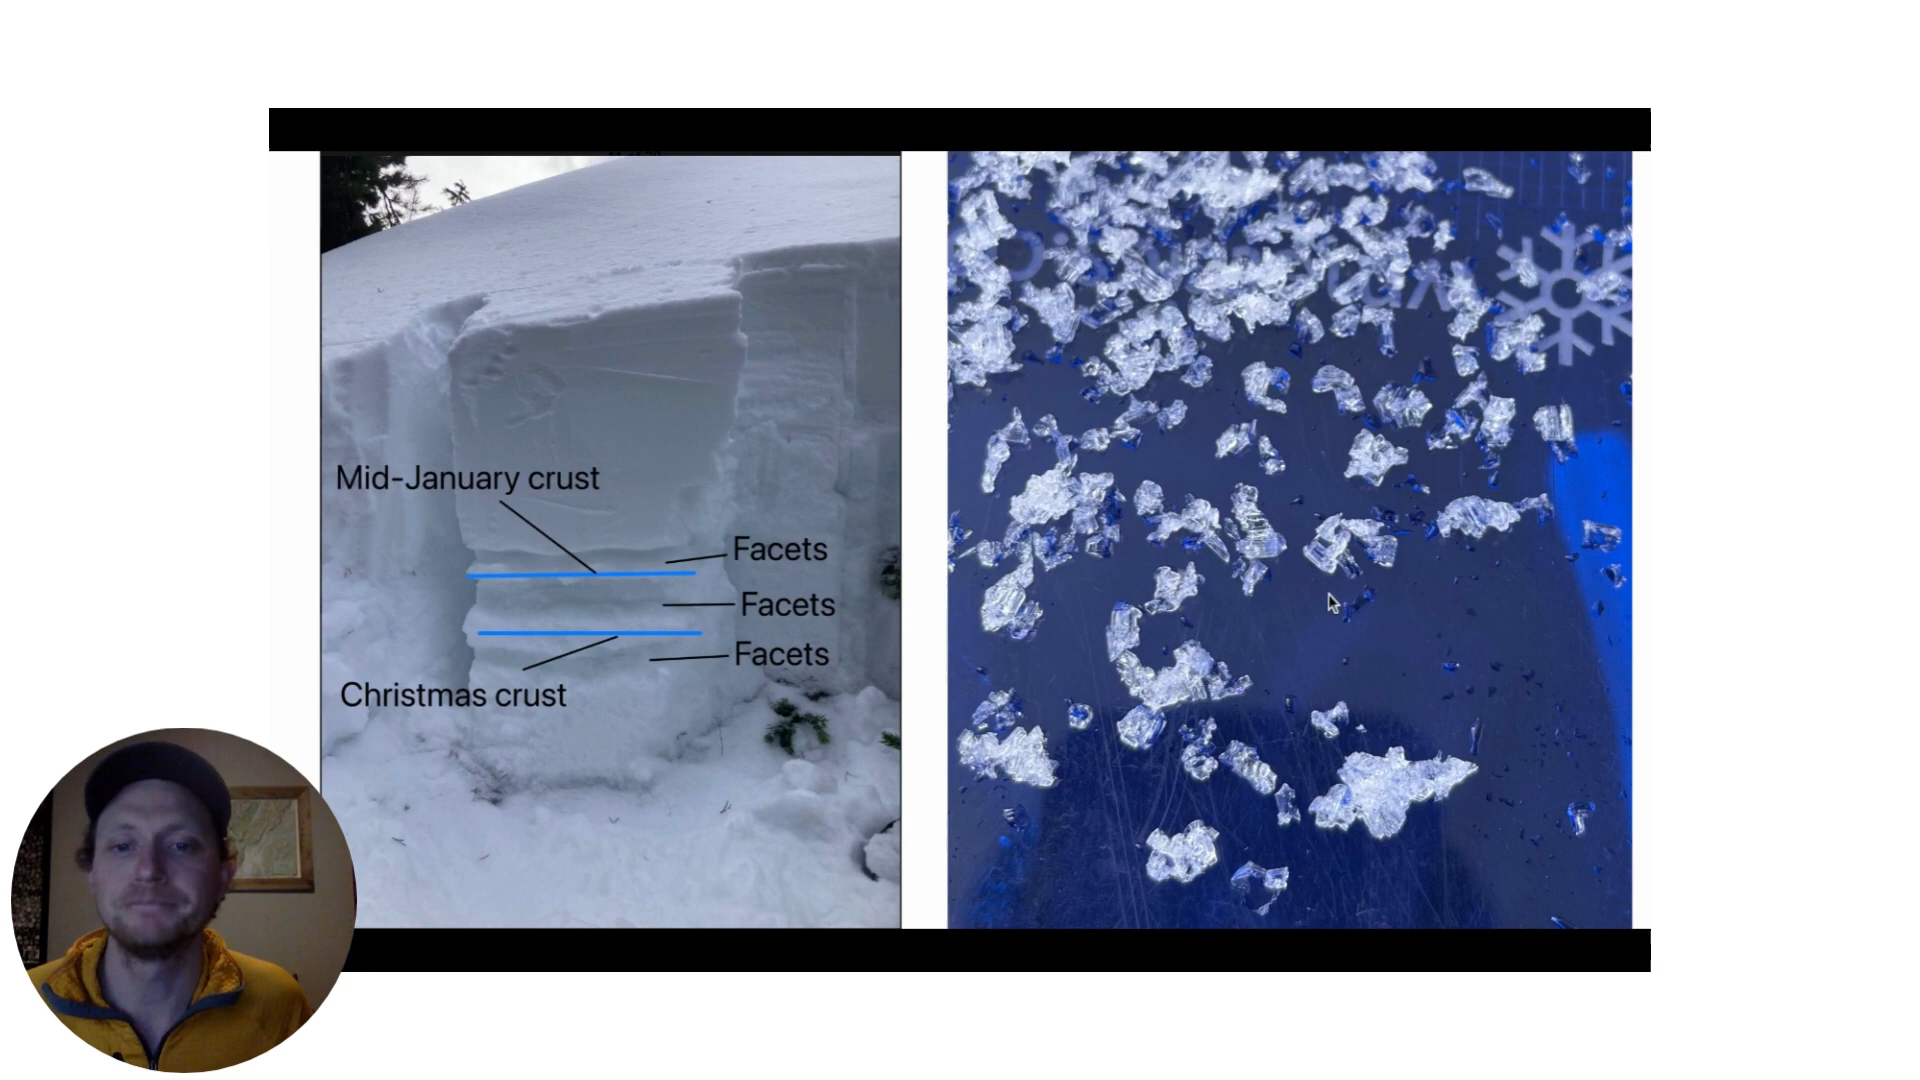 Mid-January crust
Facets
Facets
Facets
Christmas crust